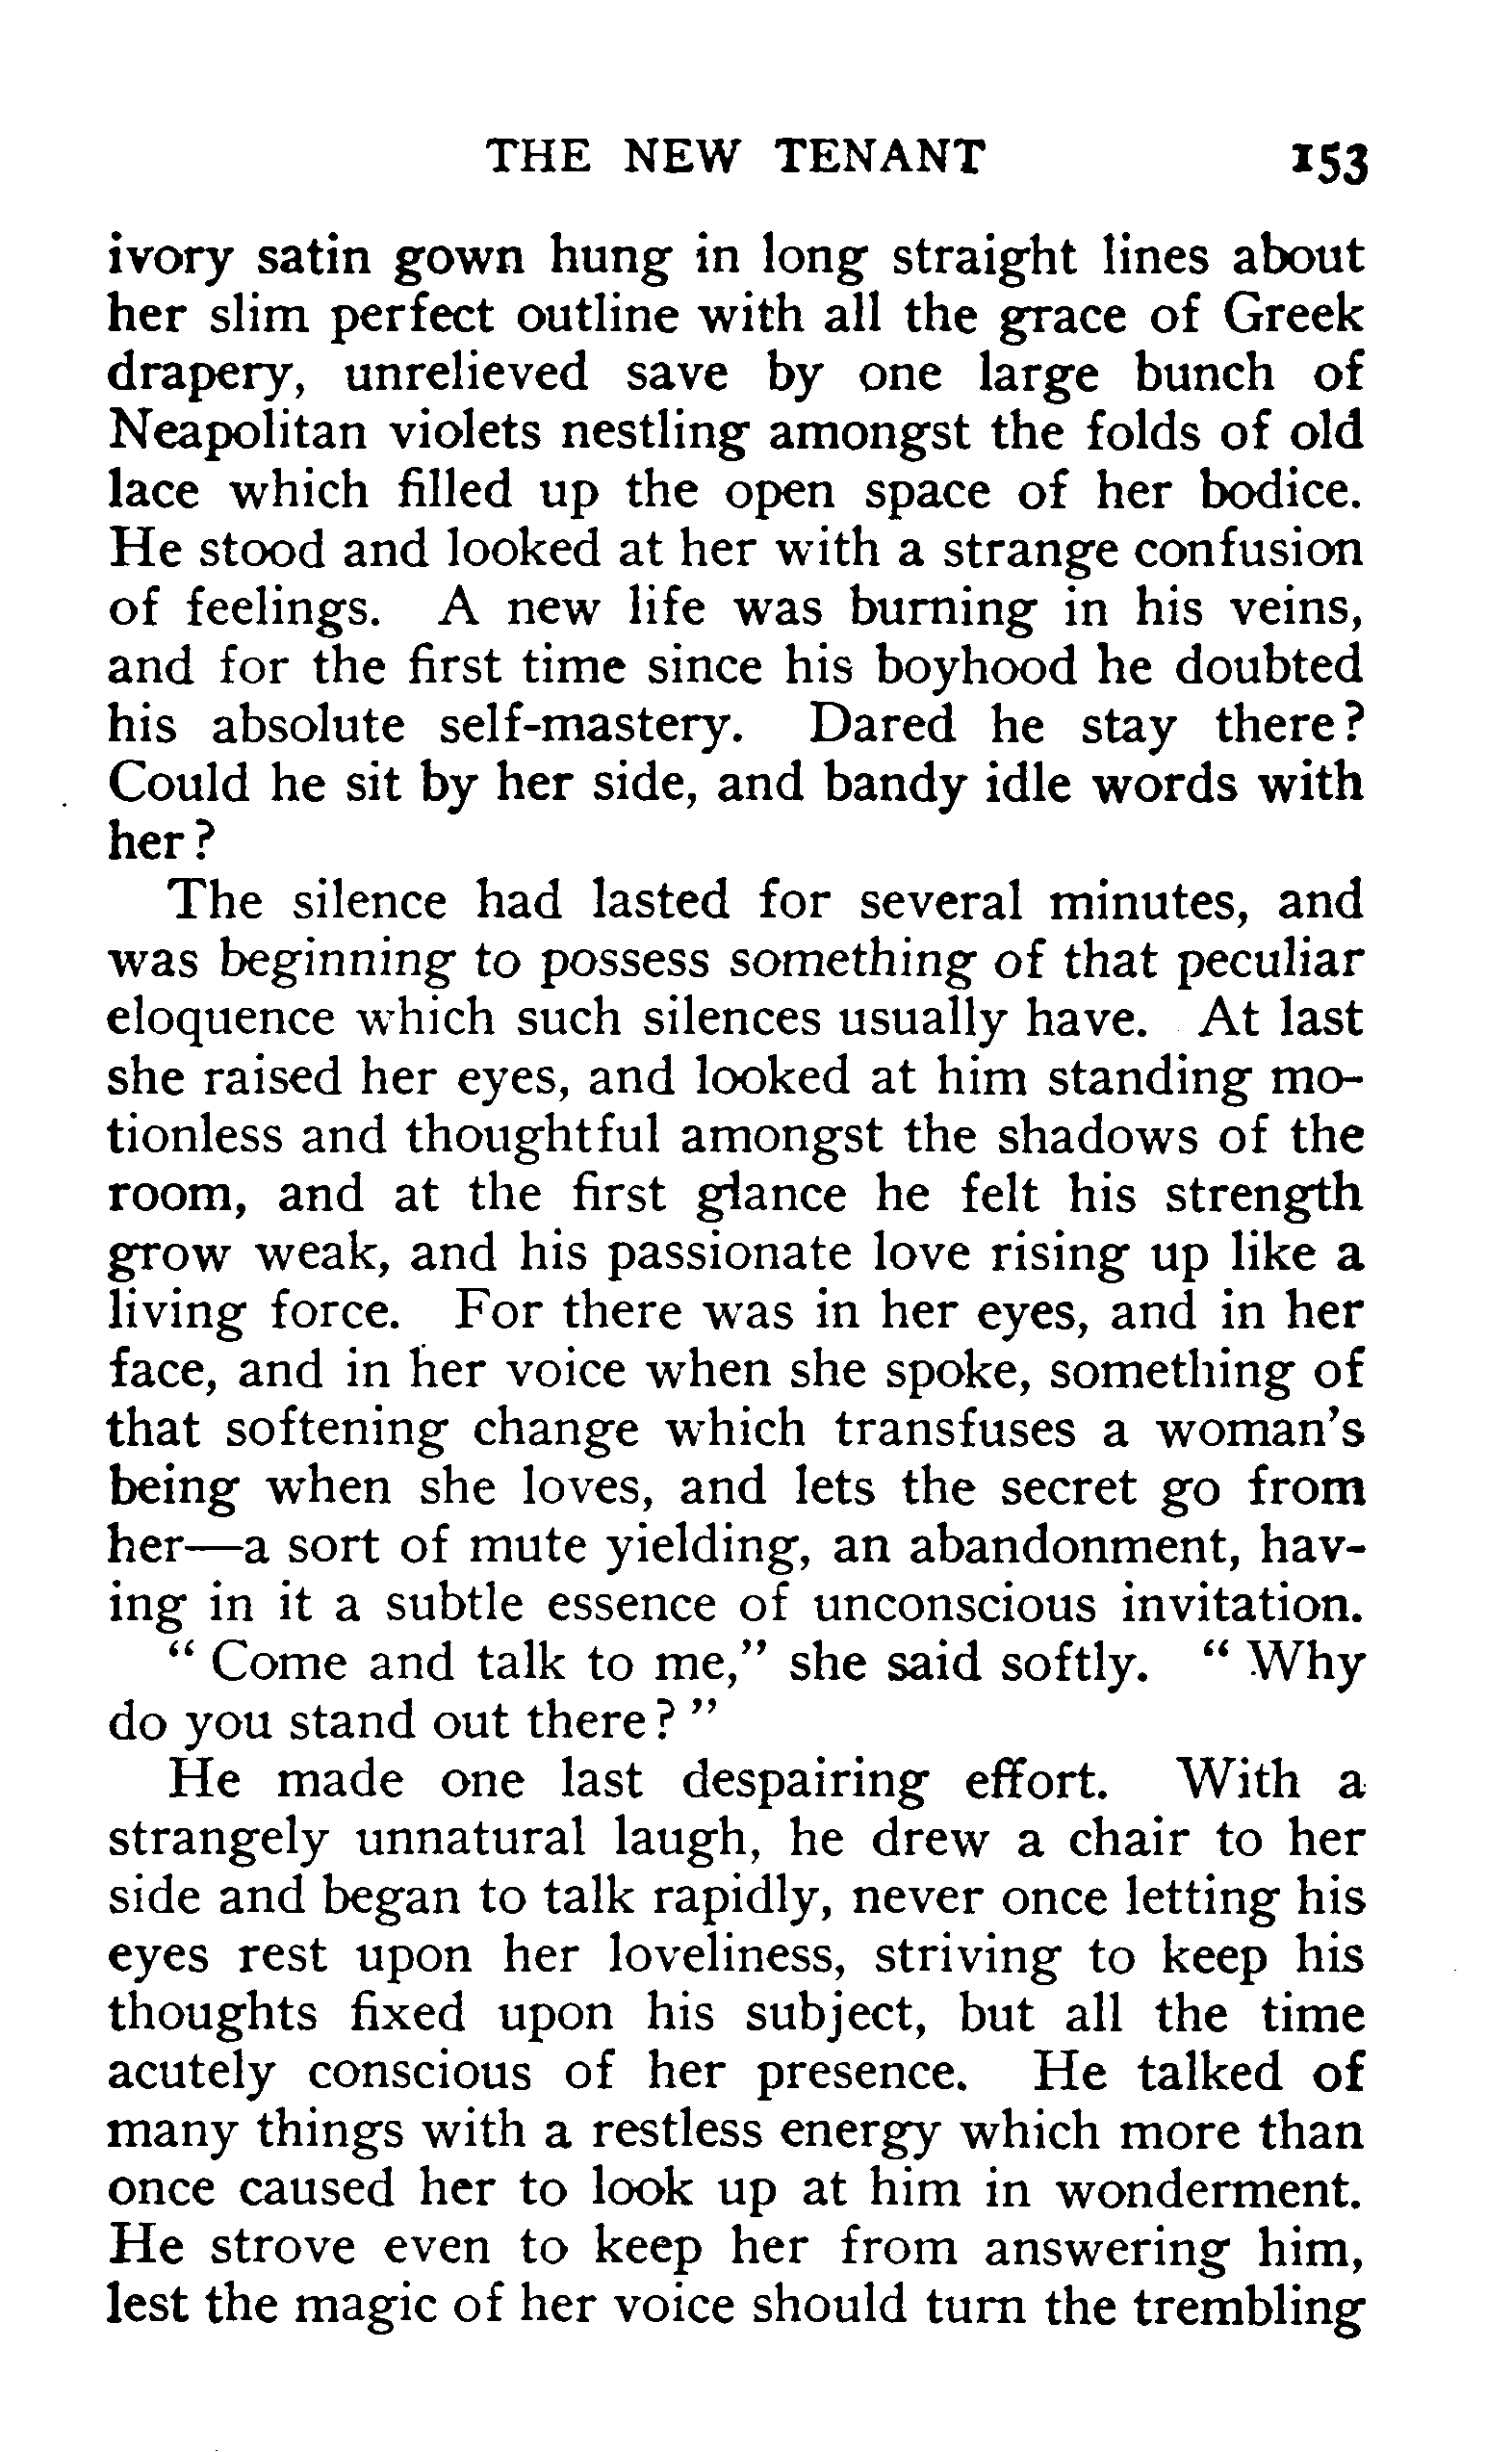 THE NEW TENANT 153
ivory satin gown hung in long straight lines about
her slim perfect outline with all the grace of Greek
drapery, unrelieved save by one large bunch of
Neapolitan violets nestling amongst the folds of old
lace which filled up the open space of her bodice.
He stood and looked at her with a strange confusion
of feelings. A new life was burning in his veins,
and for the first time since his boyhood he doubted
his absolute self-mastery. Dared he stay there?
Could he sit by her side, and bandy idle words with
her?
The silence had lasted for several minutes, and
was beginning to possess something of that peculiar
eloquence which such silences usually have. At last
she raised her eyes, and looked at him standing mo-
tionless and thoughtful amongst the shadows of the
room, and at the first glance he felt his strength
grow weak, and his passionate love rising up like a
living force. For there was in her eyes, and in her
face, and in her voice when she spoke, something of
that softening change which transfuses a woman's
being when she loves, and lets the secret go from
her—a sort of mute yielding, an abandonment, hav-
ing in it a subtle essence of unconscious invitation.
“ Come and talk to me,” she said softly. “ Why
do you stand out there? ”
He made one last despairing effort. With a
strangely unnatural laugh, he drew a chair to her
side and began to talk rapidly, never once letting his
eyes rest upon her loveliness, striving to keep his
thoughts fixed upon his subject, but all the time
acutely conscious of her presence. He talked of
many things with a restless energy which more than
once caused her to look up at him in wonderment.
He strove even to keep her from answering him,
lest the magic of her voice should turn the trembling